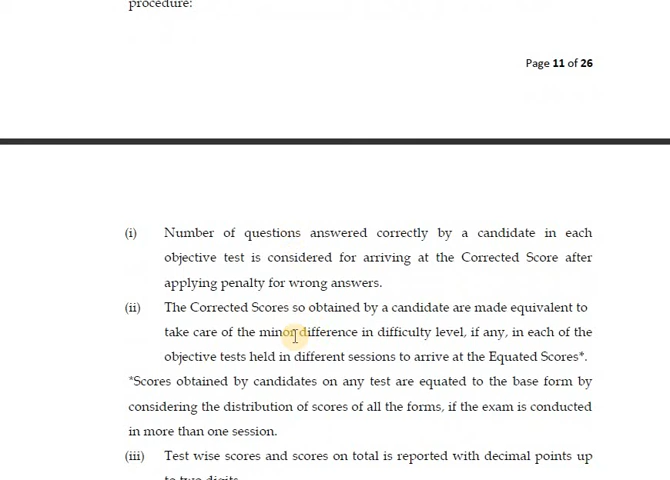 procedure:
Page 11 of 26
(i) Number of questions answered correctly by a candidate in each
objective test is considered for arriving at the Corrected Score after
applying penalty for wrong answers.
(ii) The Corrected Scores so obtained by a candidate are made equivalent to
take care of the minor difference in difficulty level, if any, in each of the
objective tests held in different sessions to arrive at the Equated Scores*.
*Scores obtained by candidates on any test are equated to the base form by
considering the distribution of scores of all the forms, if the exam is conducted
in more than one session.
(iii) Test wise scores and scores on total is reported with decimal points up
to two digits